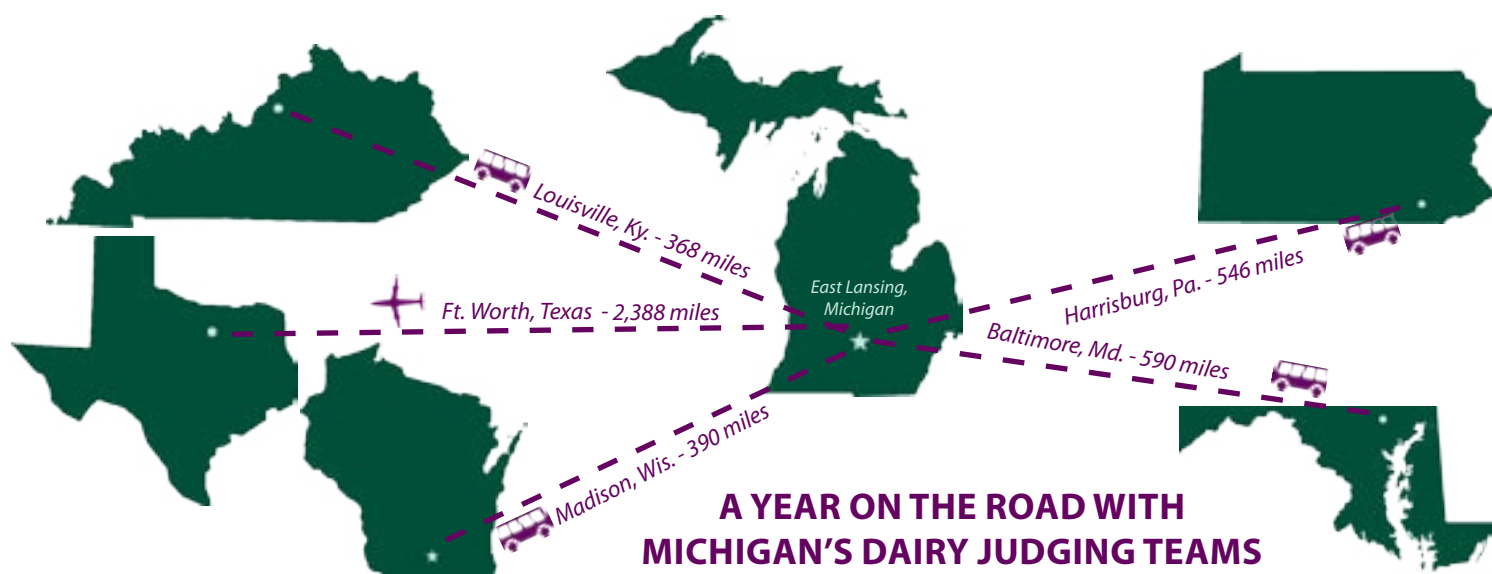 Louisville, Ky. - 368 miles
East Lansing,
Michigan
Ft. Worth, Texas - 2,388 miles
Harrisburg, Pa. - 546 miles
Baltimore, Md. - 590 miles
Madison, Wis. - 390 miles
A YEAR ON THE ROAD WITH
MICHIGAN'S DAIRY JUDGING TEAMS